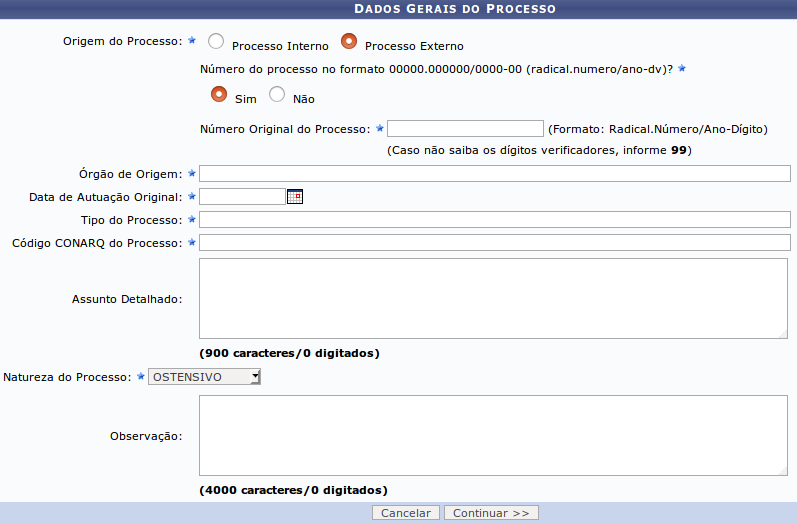 DADOS GERAIS DO PROCESSO
Origem do Processo: Processo Interno Processo Externo
Número do processo no formato 00000.000000/0000-00 (radical.numero/ano-dv)?
Sim Não
Número Original do Processo: (Formato: Radical.Número/Ano-Dígito)
(Caso não saiba os dígitos verificadores, informe 99)
Órgão de Origem:
Data de Autuação Original:
Tipo do Processo:
Código CONARQ do Processo:
Assunto Detalhado:
(900 caracteres/0 digitados)
Natureza do Processo: OSTENSIVO
Observação:
(4000 caracteres/0 digitados)
Cancelar Continuar >>